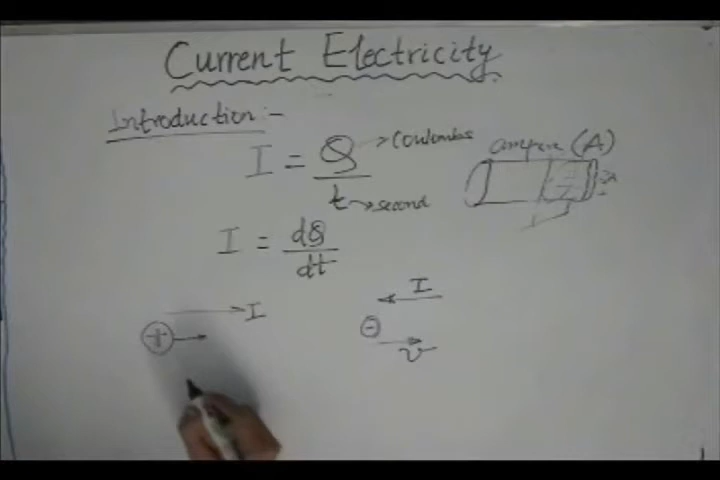 Current Electricity
Introduction :-
I = Q → Coulombs
t → second
ampere (A)
I = dQ
dt
I
+
I
-
v